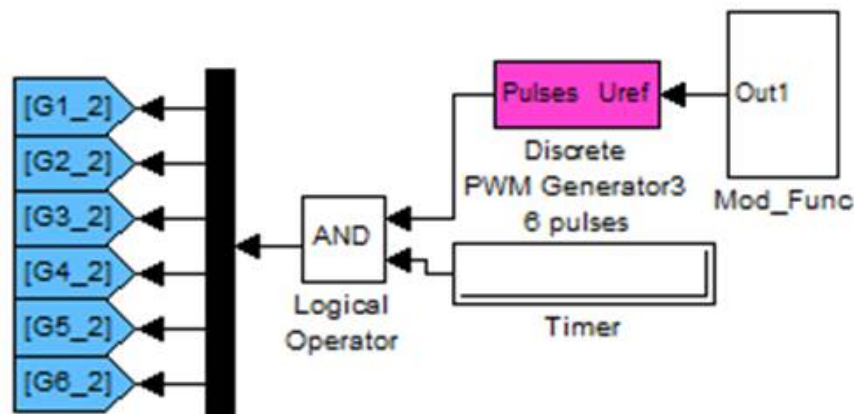 [G1_2]
[G2_2]
[G3_2]
[G4_2]
[G5_2]
[G6_2]
AND
Logical
Operator
Pulses Uref
Discrete
PWM Generator3
6 pulses
Timer
Out1
Mod_Func